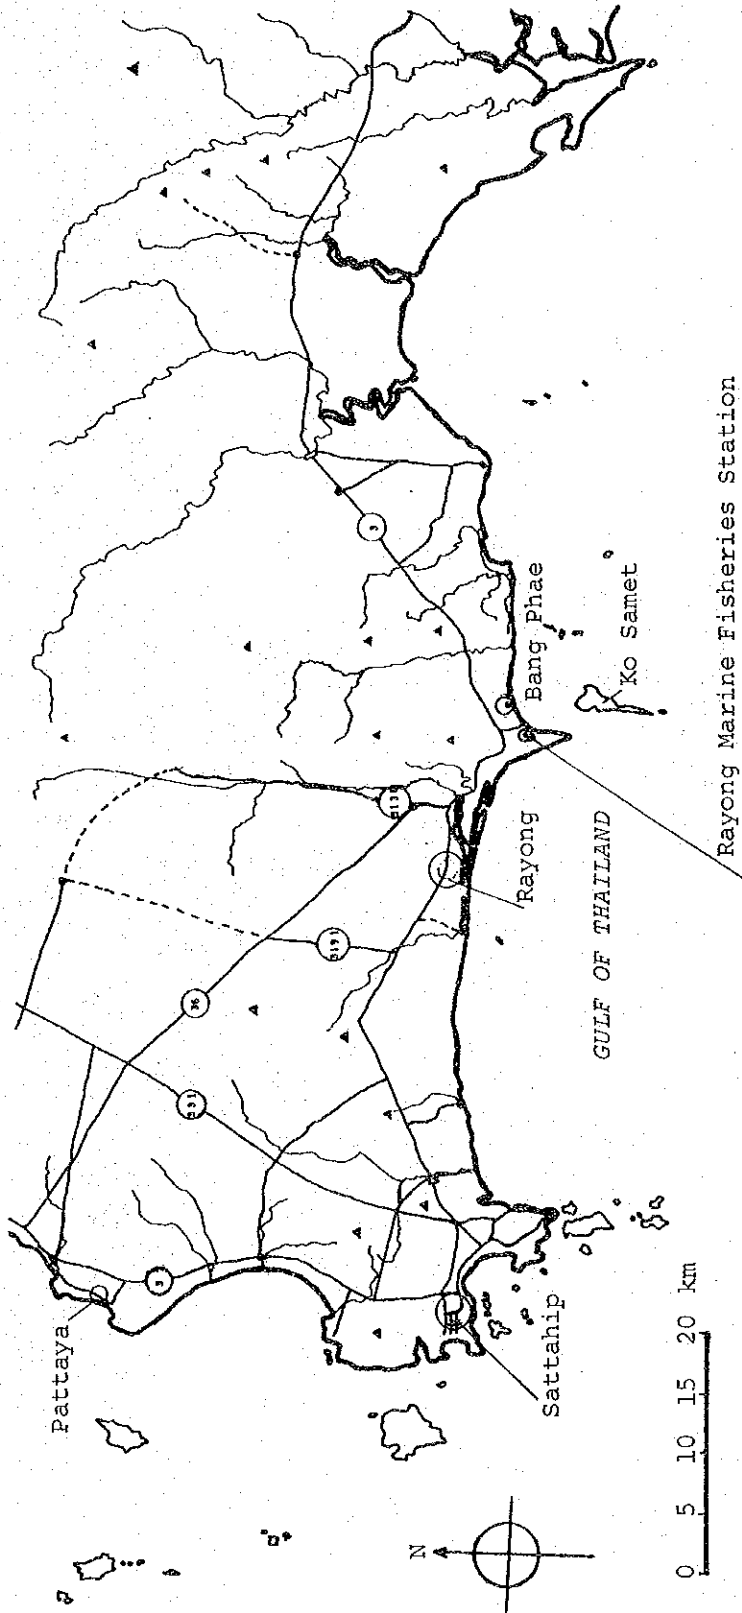 Pattaya
Sattahip
Rayong
Bang Phae
Ko Samet
GULF OF THAILAND
Rayong Marine Fisheries Station
3
331
36
3191
3
N
0 5 10 15 20 km